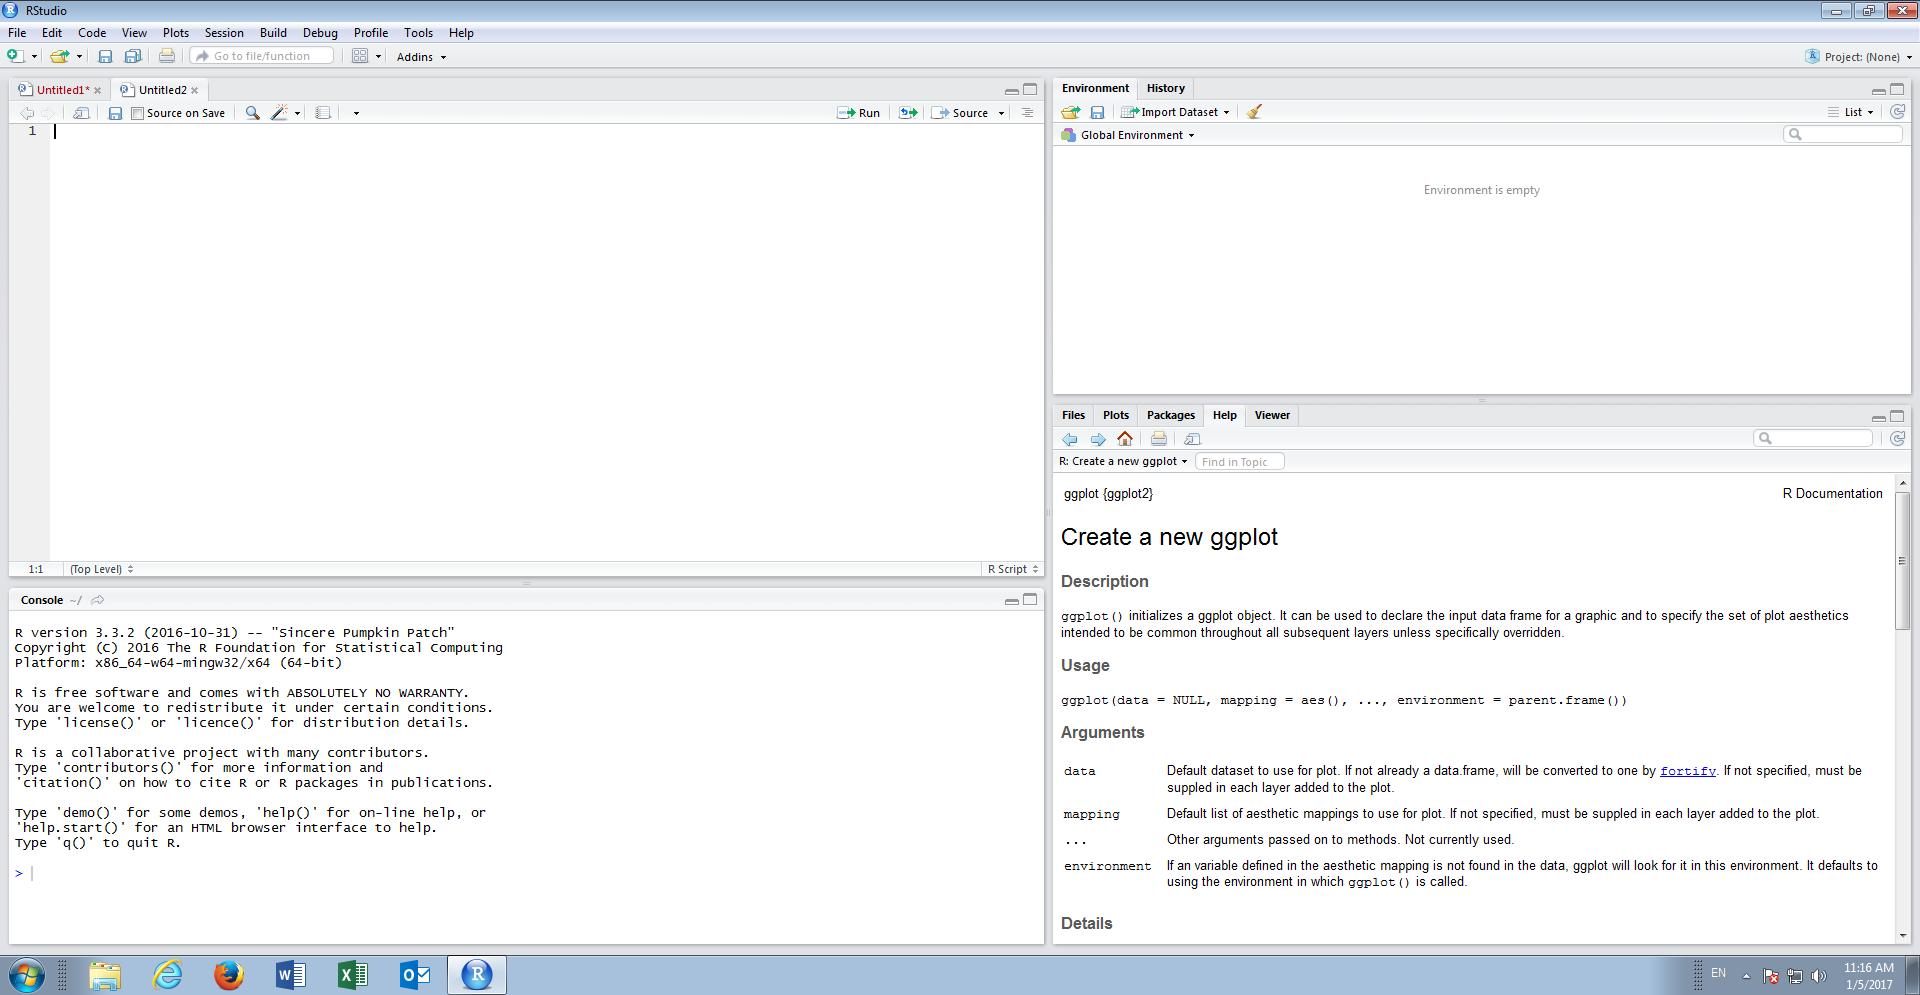 RStudio
File Edit Code View Plots Session Build Debug Profile Tools Help
Go to file/function Addins Project: (None)
Untitled1* Untitled2
Source on Save Run Source
1
1:1 (Top Level) R Script
Console ~/
R version 3.3.2 (2016-10-31) -- "Sincere Pumpkin Patch"
Copyright (C) 2016 The R Foundation for Statistical Computing
Platform: x86_64-w64-mingw32/x64 (64-bit)
R is free software and comes with ABSOLUTELY NO WARRANTY.
You are welcome to redistribute it under certain conditions.
Type 'license()' or 'licence()' for distribution details.
R is a collaborative project with many contributors.
Type 'contributors()' for more information and
'citation()' on how to cite R or R packages in publications.
Type 'demo()' for some demos, 'help()' for on-line help, or
'help.start()' for an HTML browser interface to help.
Type 'q()' to quit R.
>
Environment History
Import Dataset List
Global Environment
Environment is empty
Files Plots Packages Help Viewer
R: Create a new ggplot Find in Topic
ggplot {ggplot2} R Documentation
Create a new ggplot
Description
ggplot() initializes a ggplot object. It can be used to declare the input data frame for a graphic and to specify the set of plot aesthetics
intended to be common throughout all subsequent layers unless specifically overridden.
Usage
ggplot(data = NULL, mapping = aes(), ..., environment = parent.frame())
Arguments
data Default dataset to use for plot. If not already a data.frame, will be converted to one by fortify. If not specified, must be
suppled in each layer added to the plot.
mapping Default list of aesthetic mappings to use for plot. If not specified, must be suppled in each layer added to the plot.
... Other arguments passed on to methods. Not currently used.
environment If an variable defined in the aesthetic mapping is not found in the data, ggplot will look for it in this environment. It defaults to
using the environment in which ggplot() is called.
Details
EN 11:16 AM
1/5/2017